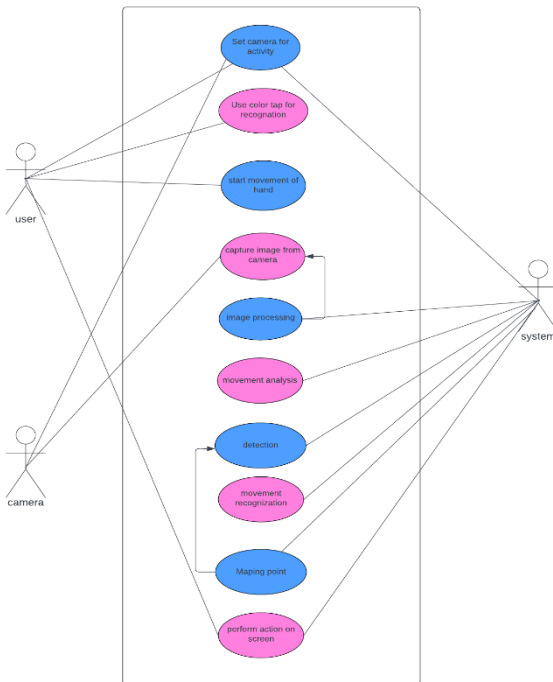 Set camera for
activity
Use color tap for
recognation
start movement of
hand
user
capture image from
camera
image processing
system
movement analysis
detection
camera
movement
recognization
Maping point
perform action on
screen